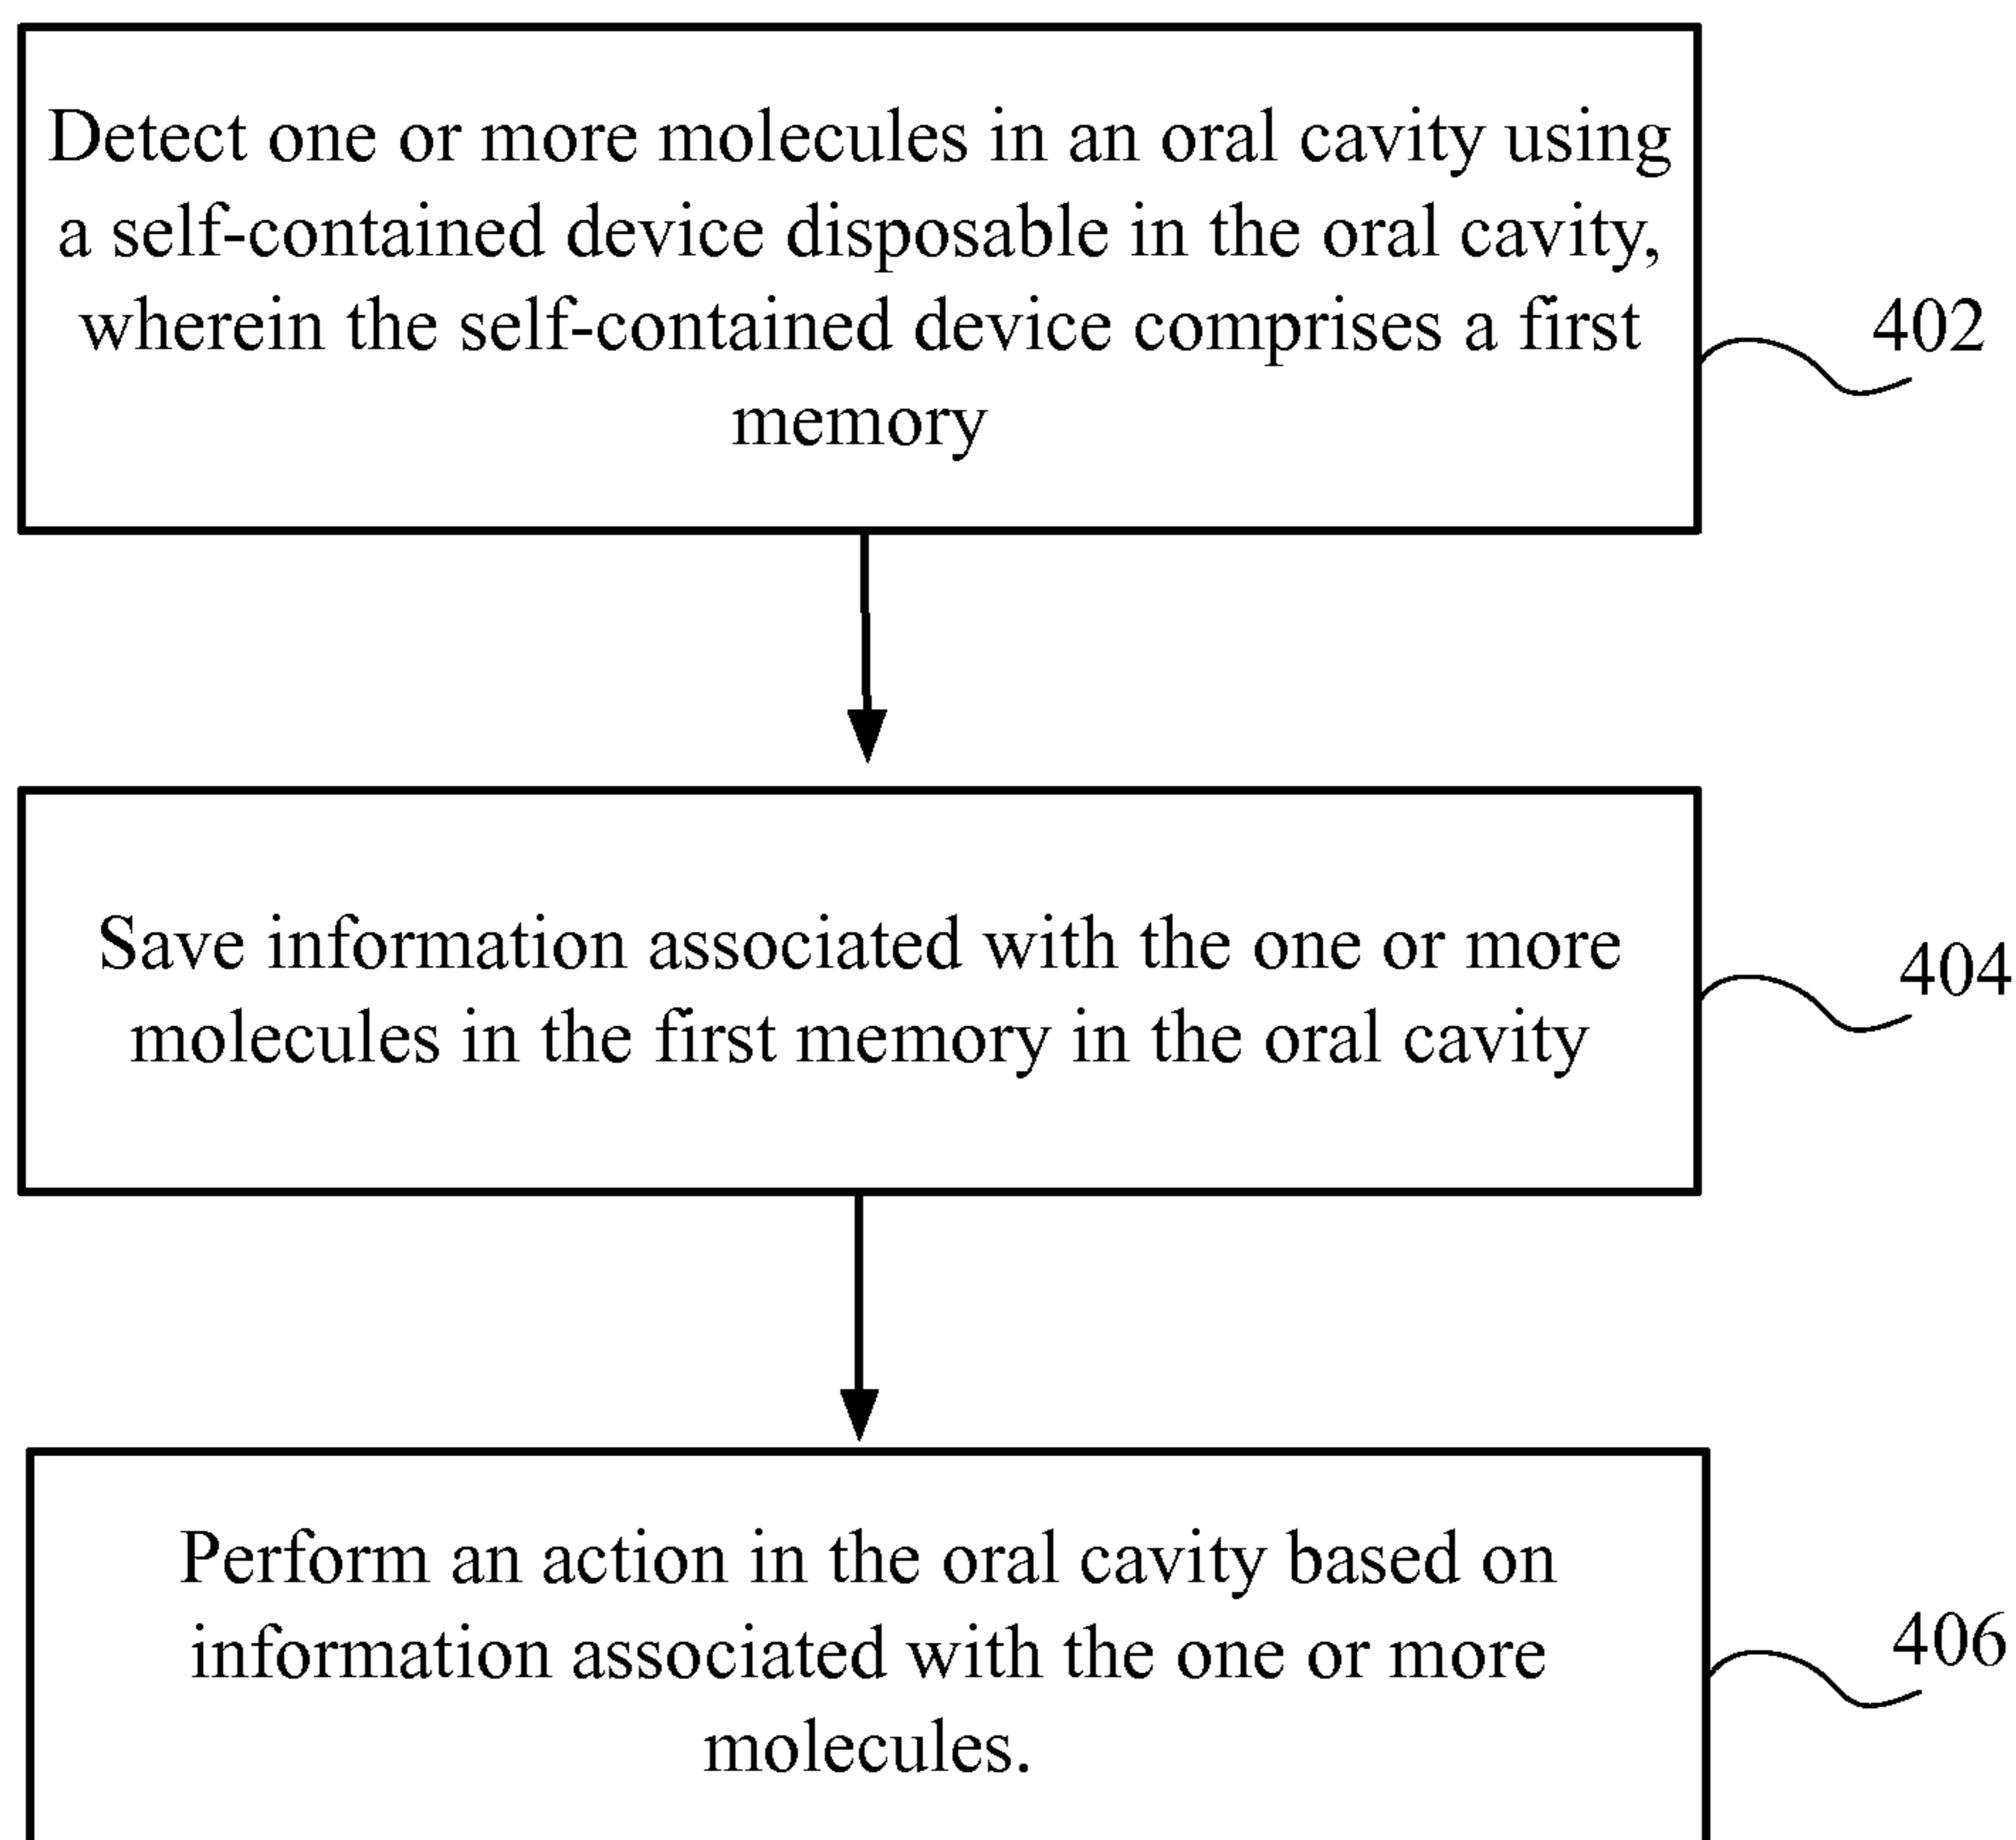 Detect one or more molecules in an oral cavity using
a self-contained device disposable in the oral cavity,
wherein the self-contained device comprises a first
memory
402
Save information associated with the one or more
molecules in the first memory in the oral cavity
404
Perform an action in the oral cavity based on
information associated with the one or more
molecules.
406